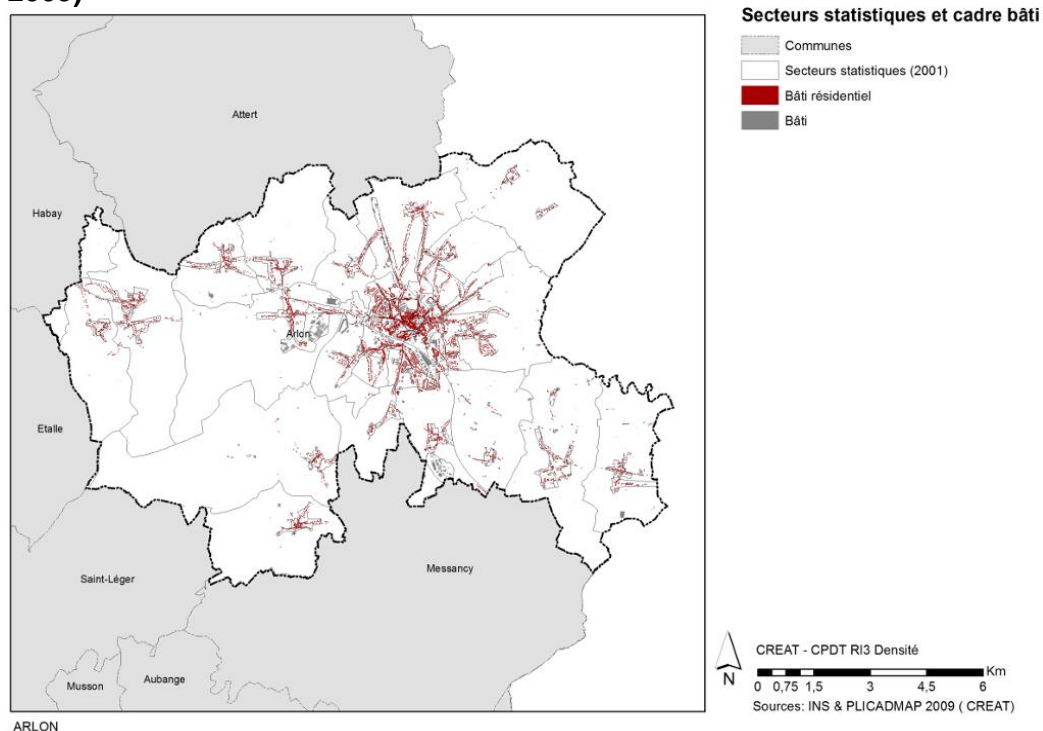 Secteurs statistiques et cadre bâti
Communes
Secteurs statistiques (2001)
Bâti résidentiel
Bâti
Attert
Habay
Arlon
Etalle
Saint-Léger
Messancy
Musson
Aubange
N
CREAT - CPDT RI3 Densité
Km
0 0,75 1,5 3 4,5 6
Sources: INS & PLICADMAP 2009 ( CREAT)
ARLON